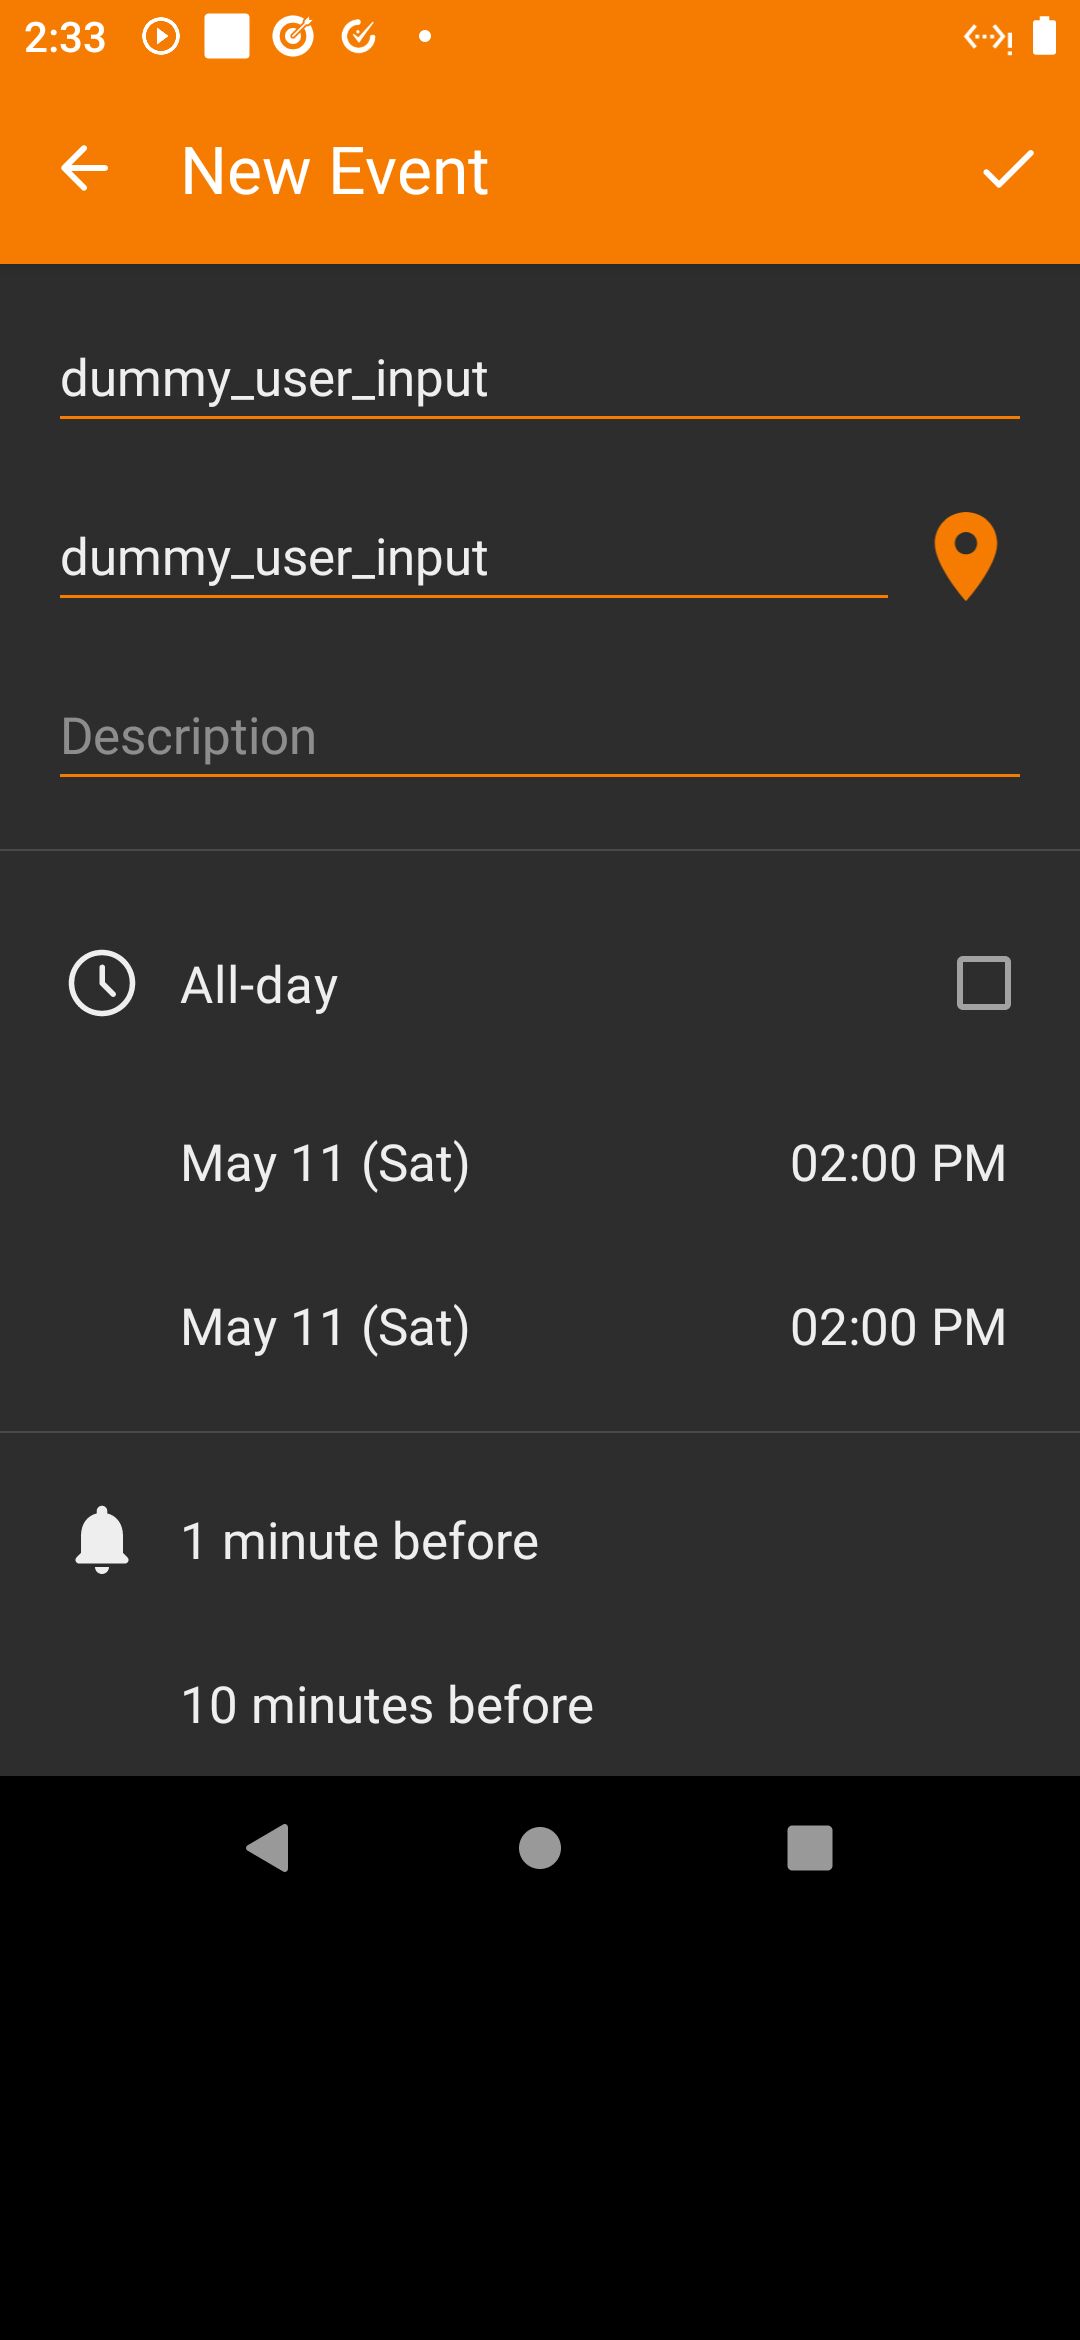 2:33
New Event
dummy_user_input
dummy_user_input
Description
All-day
May 11 (Sat) 02:00 PM
May 11 (Sat) 02:00 PM
1 minute before
10 minutes before